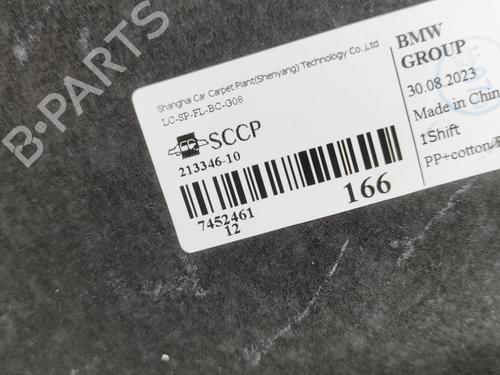 B-PARTS
Shanghai Car Carpet Plant(Shenyang) Technology Co.,Ltd
LC-SP-FL-BC-G08
SCCP
213346-10
7452461
12
166
BMW
GROUP
30.08.2023
Made in Chin
1Shift
PP+cotton/